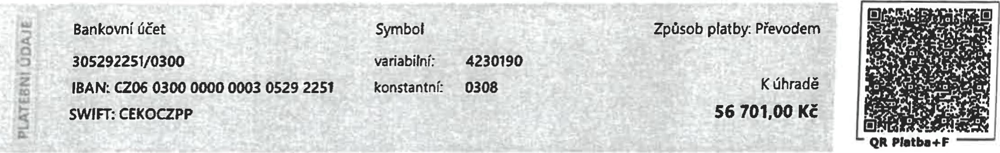 PLATEBNÍ ÚDAJE
Bankovní účet
305292251/0300
IBAN: CZ06 0300 0000 0003 0529 2251
SWIFT: CEKOCZPP
Symbol
variabilní: 4230190
konstantní: 0308
Způsob platby: Převodem
K úhradě
56 701,00 Kč
QR Platba+F